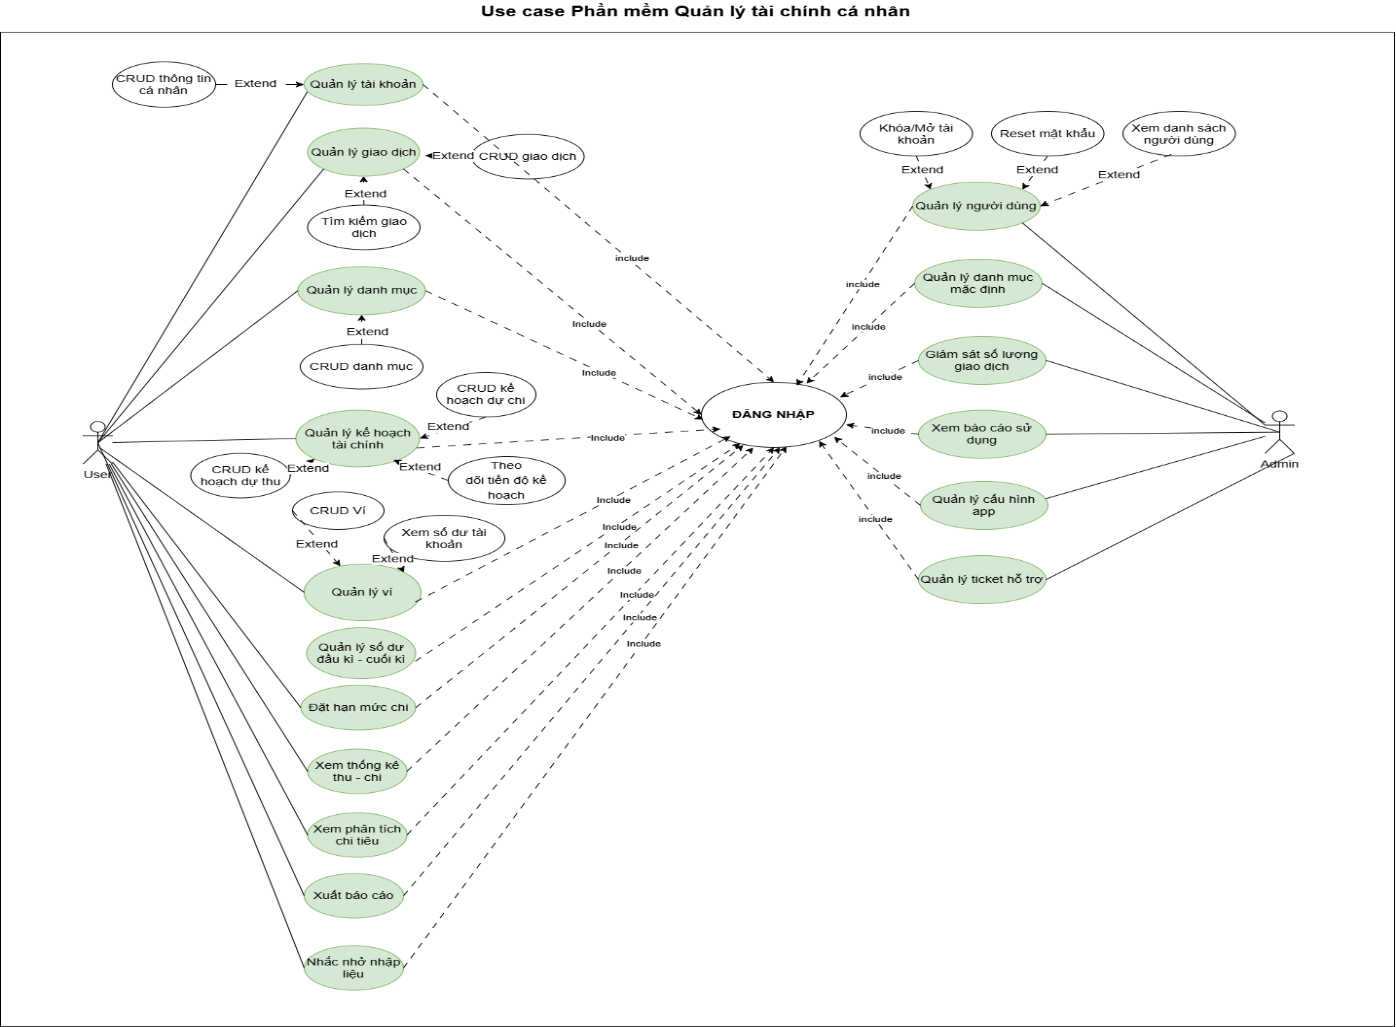 Use case Phần mềm Quản lý tài chính cá nhân
CRUD thông tin
cá nhân
Extend
Quản lý tài khoản
Quản lý giao dịch
Extend
CRUD giao dịch
Extend
Tìm kiếm giao
dịch
Quản lý danh mục
Extend
CRUD danh mục
CRUD kế
hoạch dự chi
Extend
Quản lý kế hoạch
tài chính
CRUD kế
hoạch dự thu
Extend
Extend
Theo
dõi tiến độ kế
hoạch
CRUD Ví
Extend
Xem số dư tài
khoản
Extend
Quản lý ví
Quản lý số dư
đầu kì - cuối kì
Đặt hạn mức chi
Xem thống kê
thu - chi
Xem phân tích
chi tiêu
Xuất báo cáo
Nhắc nhở nhập
liệu
User
include
Include
Include
Include
Include
Include
Include
Include
Include
Include
Include
ĐĂNG NHẬP
Khóa/Mở tài
khoản
Reset mật khẩu
Xem danh sách
người dùng
Extend
Extend
Extend
Quản lý người dùng
Quản lý danh mục
mặc định
Giám sát số lượng
giao dịch
Xem báo cáo sử
dụng
Quản lý cấu hình
app
Quản lý ticket hỗ trợ
include
include
include
include
include
include
Admin